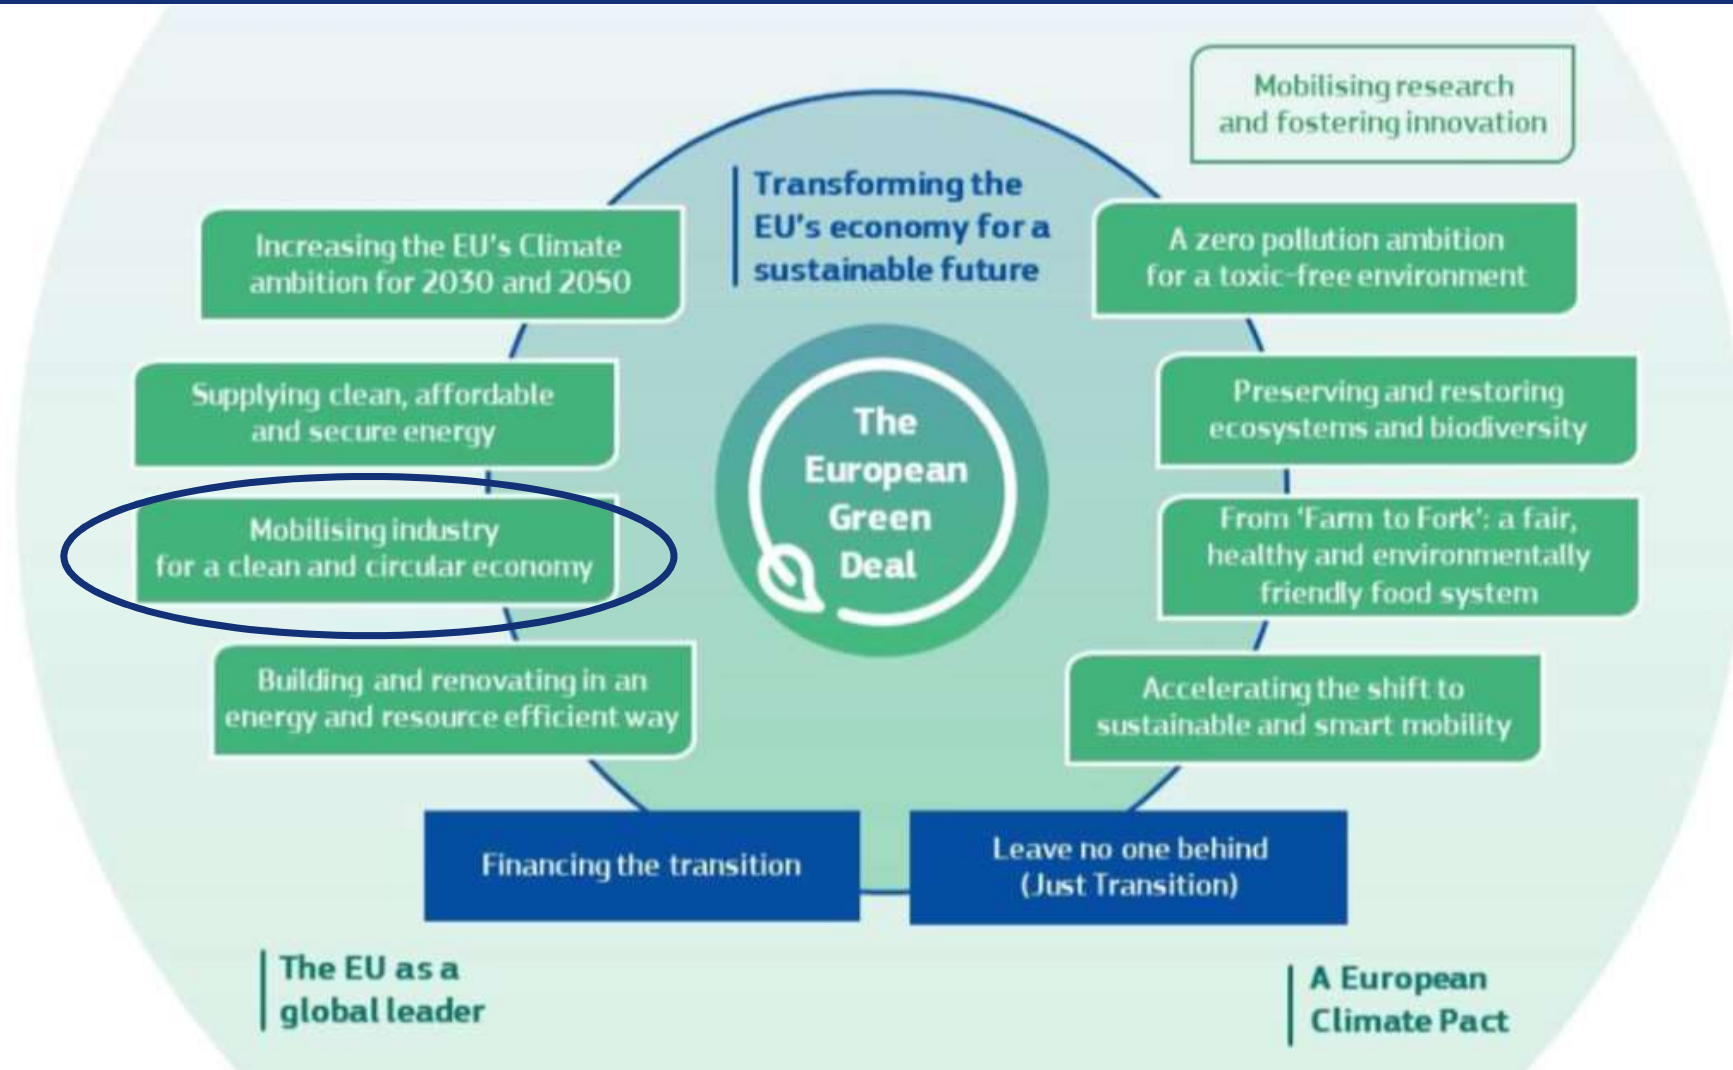 Mobilising research
and fostering innovation
Transforming the
EU's economy for a
sustainable future
Increasing the EU's Climate
ambition for 2030 and 2050
A zero pollution ambition
for a toxic-free environment
Supplying clean, affordable
and secure energy
Preserving and restoring
ecosystems and biodiversity
The
European
Green
Deal
Mobilising industry
for a clean and circular economy
From 'Farm to Fork': a fair,
healthy and environmentally
friendly food system
Building and renovating in an
energy and resource efficient way
Accelerating the shift to
sustainable and smart mobility
Financing the transition
Leave no one behind
(Just Transition)
The EU as a
global leader
A European
Climate Pact